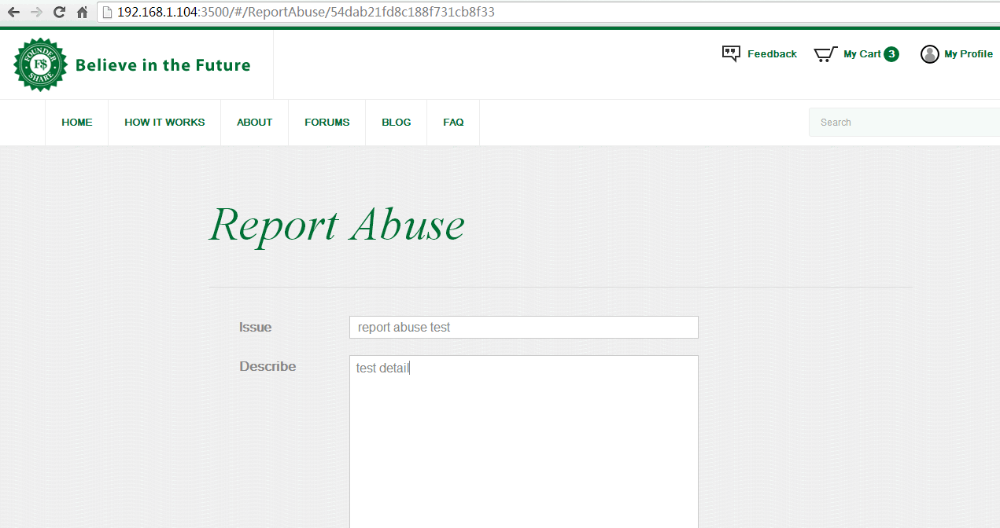 192.168.1.104:3500/#/ReportAbuse/54dab21fd8c188f731cb8f33
FOUNDER
F$
SHARE
Believe in the Future
Feedback
My Cart 3
My Profile
HOME HOW IT WORKS ABOUT FORUMS BLOG FAQ
Search
Report Abuse
Issue report abuse test
Describe test detail